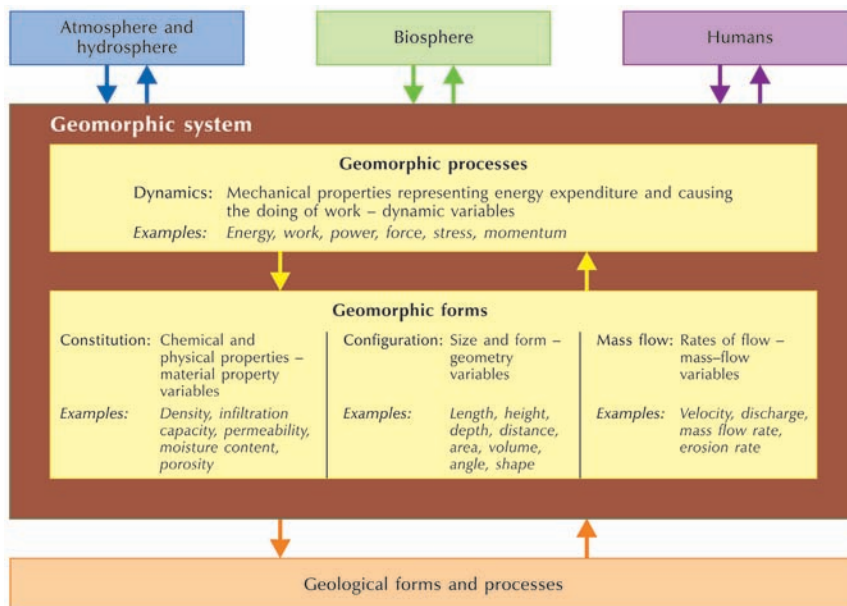 Atmosphere and
hydrosphere
Biosphere
Humans
Geomorphic system
Geomorphic processes
Dynamics: Mechanical properties representing energy expenditure and causing
the doing of work – dynamic variables
Examples: Energy, work, power, force, stress, momentum
Geomorphic forms
Constitution: Chemical and
physical properties –
material property
variables
Examples: Density, infiltration
capacity, permeability,
moisture content,
porosity
Configuration: Size and form –
geometry
variables
Examples: Length, height,
depth, distance,
area, volume,
angle, shape
Mass flow: Rates of flow –
mass–flow
variables
Examples: Velocity, discharge,
mass flow rate,
erosion rate
Geological forms and processes